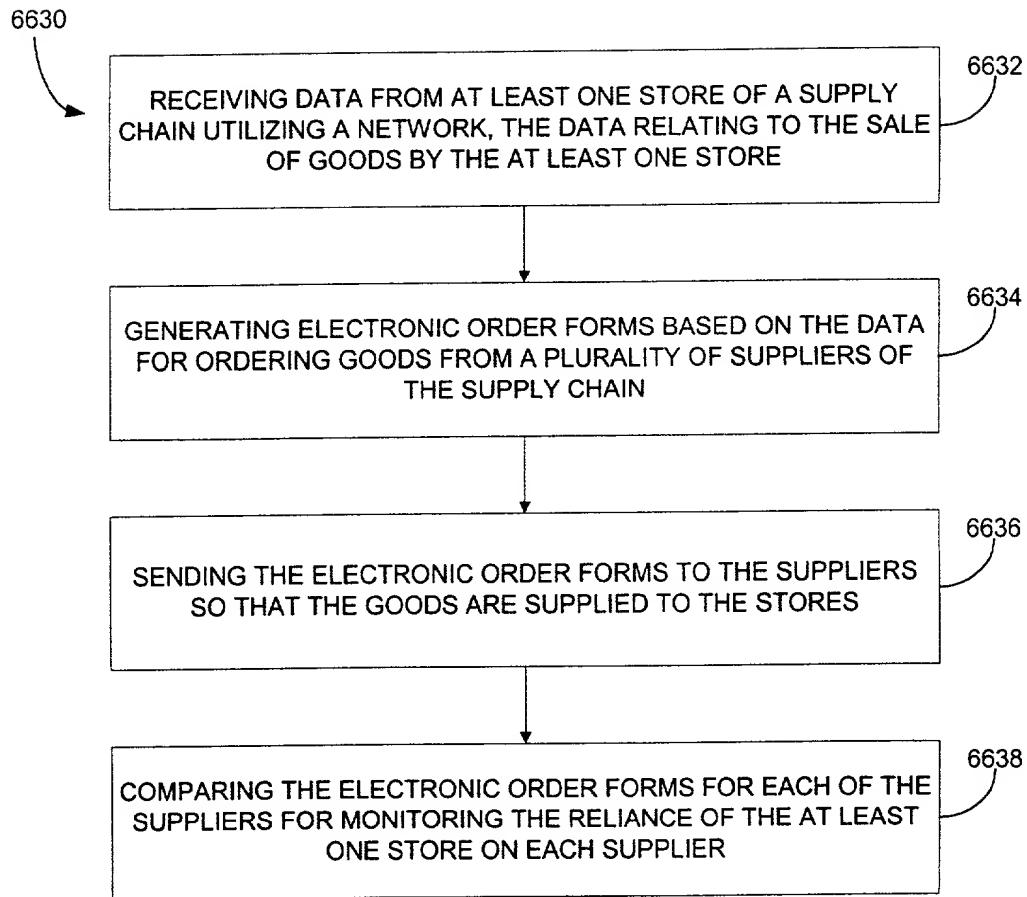 6630
6632
RECEIVING DATA FROM AT LEAST ONE STORE OF A SUPPLY
CHAIN UTILIZING A NETWORK, THE DATA RELATING TO THE SALE
OF GOODS BY THE AT LEAST ONE STORE
6634
GENERATING ELECTRONIC ORDER FORMS BASED ON THE DATA
FOR ORDERING GOODS FROM A PLURALITY OF SUPPLIERS OF
THE SUPPLY CHAIN
6636
SENDING THE ELECTRONIC ORDER FORMS TO THE SUPPLIERS
SO THAT THE GOODS ARE SUPPLIED TO THE STORES
6638
COMPARING THE ELECTRONIC ORDER FORMS FOR EACH OF THE
SUPPLIERS FOR MONITORING THE RELIANCE OF THE AT LEAST
ONE STORE ON EACH SUPPLIER